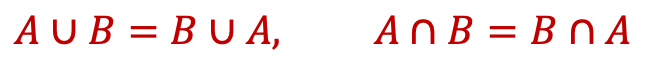 A ∪ B = B ∪ A, A ∩ B = B ∩ A